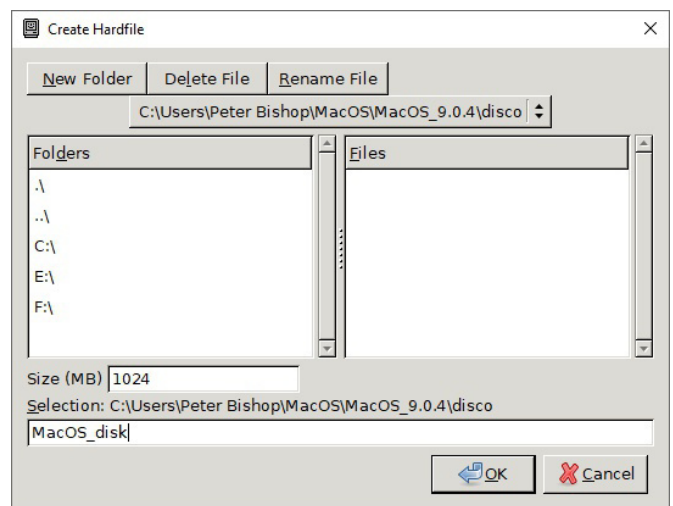 Create Hardfile
New Folder Delete File Rename File
C:\Users\Peter Bishop\MacOS\MacOS_9.0.4\disco
Folders Files
.\
..\
C:\
E:\
F:\
Size (MB) 1024
Selection: C:\Users\Peter Bishop\MacOS\MacOS_9.0.4\disco
MacOS_disk
OK Cancel